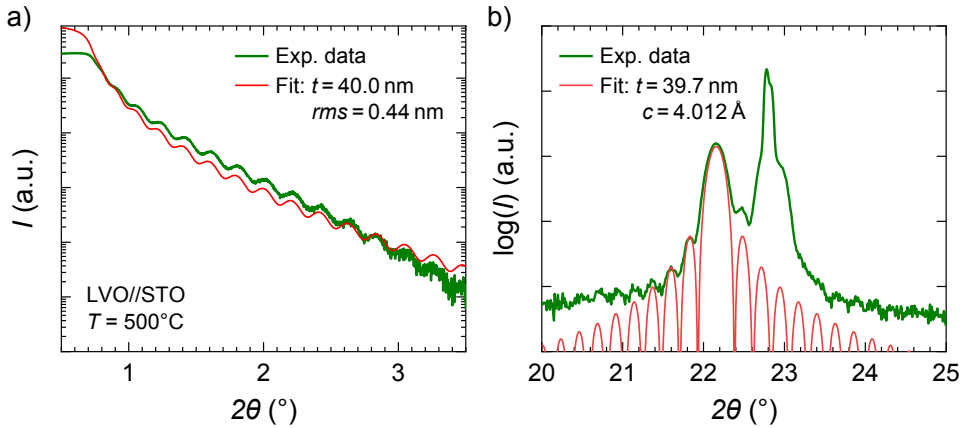 a)
I (a.u.)
Exp. data
Fit: t = 40.0 nm
rms = 0.44 nm
LVO//STO
T = 500°C
1
2
3
2θ (°)
b)
log(I) (a.u.)
Exp. data
Fit: t = 39.7 nm
c = 4.012 Å
20
21
22
23
24
25
2θ (°)